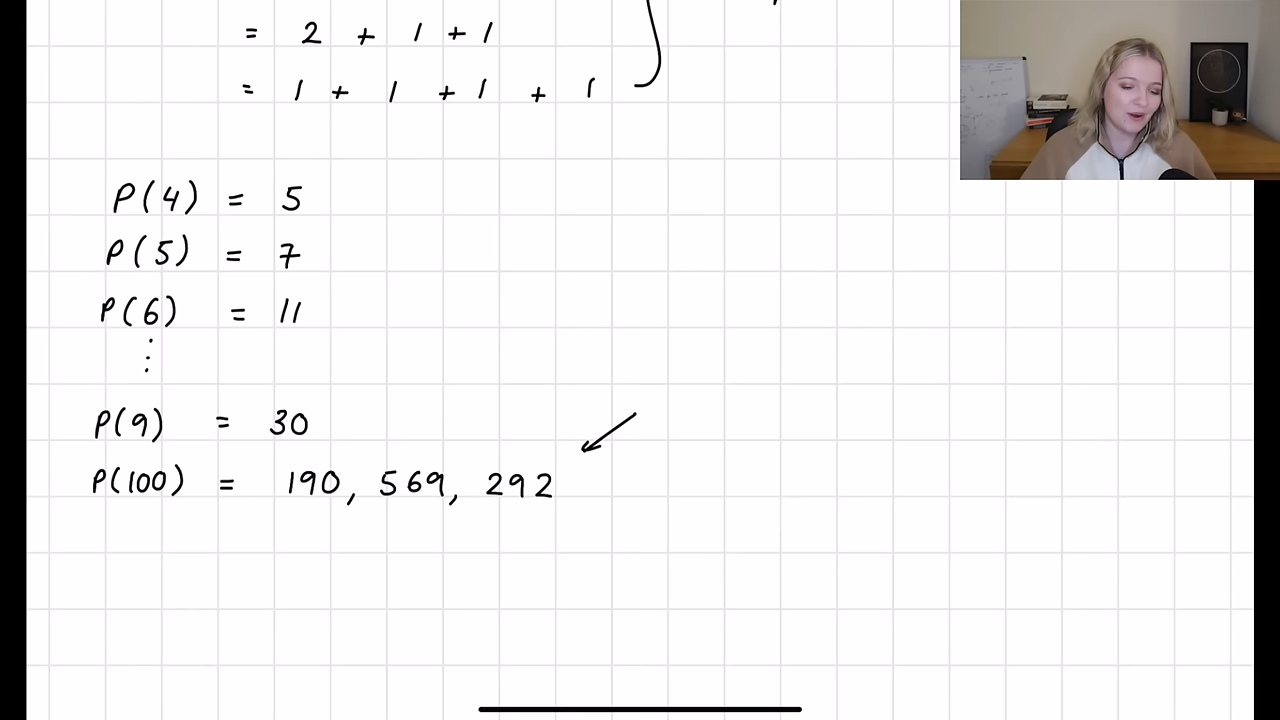 = 2 + 1 + 1
= 1 + 1 + 1 + 1
P(4) = 5
P(5) = 7
P(6) = 11
⋮
P(9) = 30
P(100) = 190, 569, 292